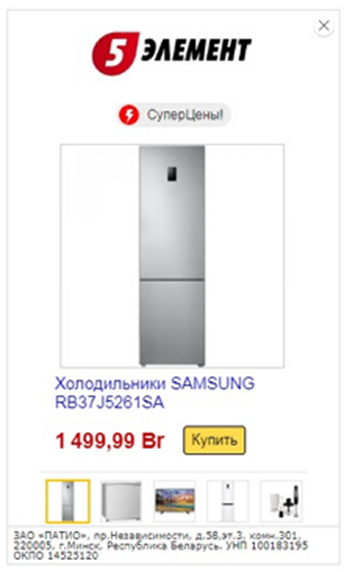 5 ЭЛЕМЕНТ
СуперЦены!
Холодильники SAMSUNG
RB37J5261SA
1 499,99 Br Купить
ЗАО «ПАТИО», пр.Независимости, д.58,эт.3, комн.301,
220005, г.Минск, Республика Беларусь. УНП 100183195
ОКПО 14525120